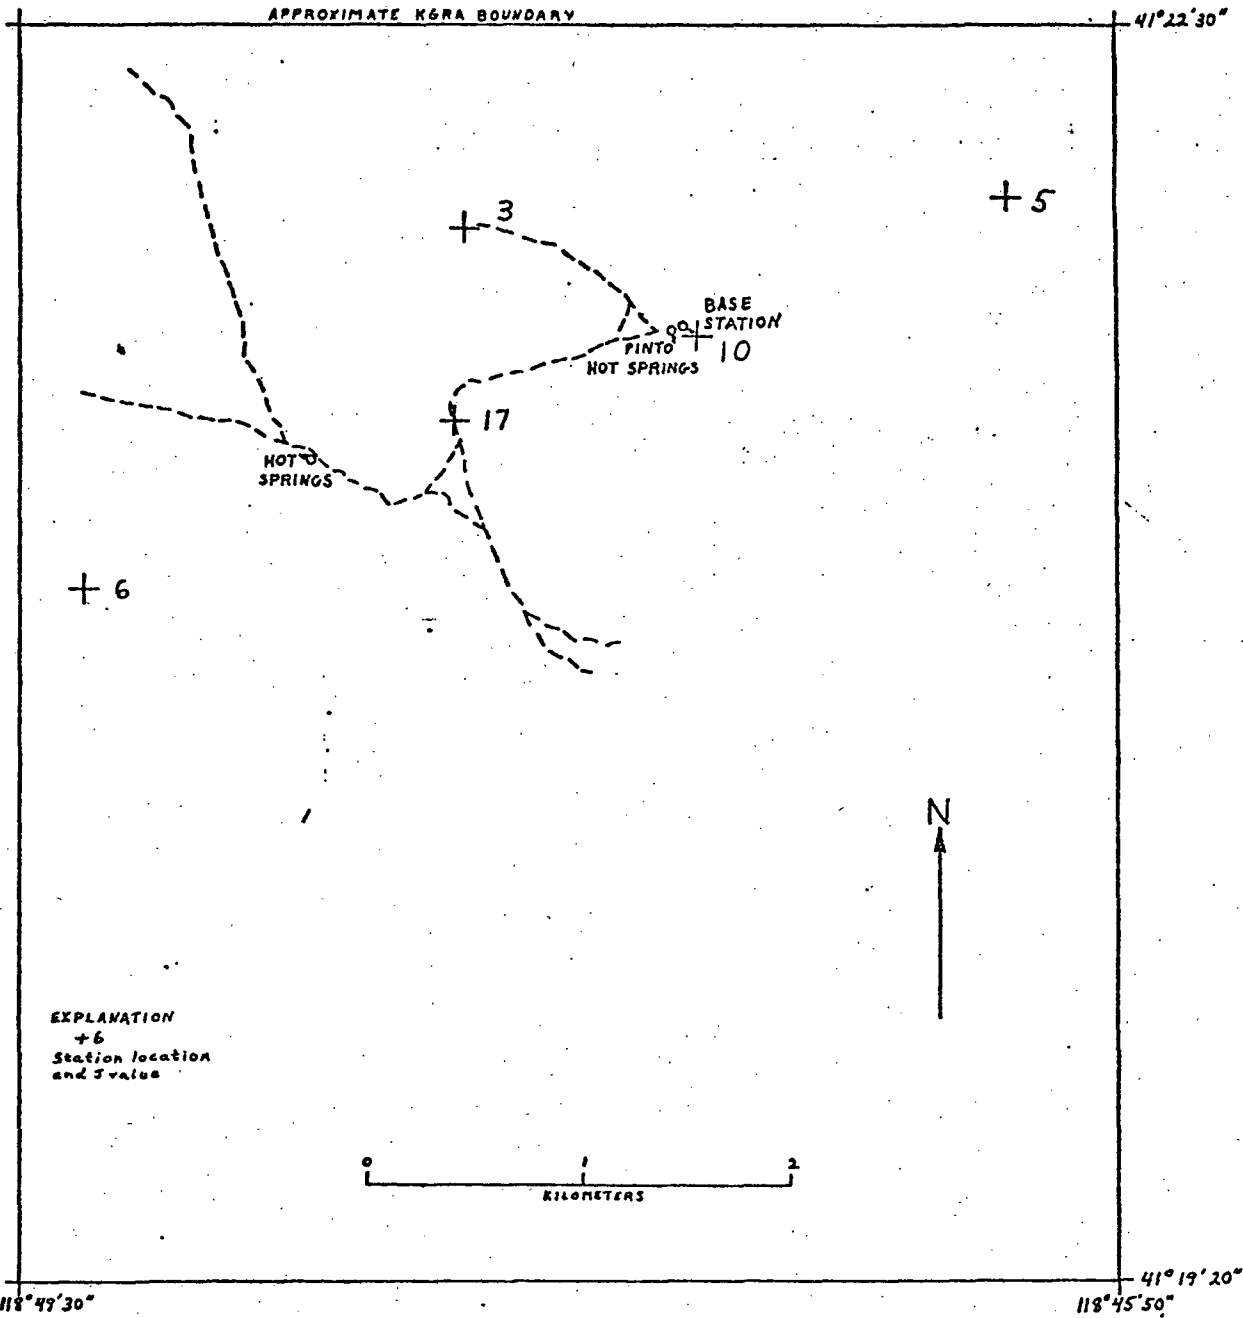 APPROXIMATE KGRA BOUNDARY
41°22'30"
+ 3
+ 5
BASE
STATION
+ 10
PINTO
HOT SPRINGS
+ 17
HOT
SPRINGS
+ 6
N
EXPLANATION
+6
Station location
and J value
0 1 2
KILOMETERS
41°19'20"
118°49'30"
118°45'50"